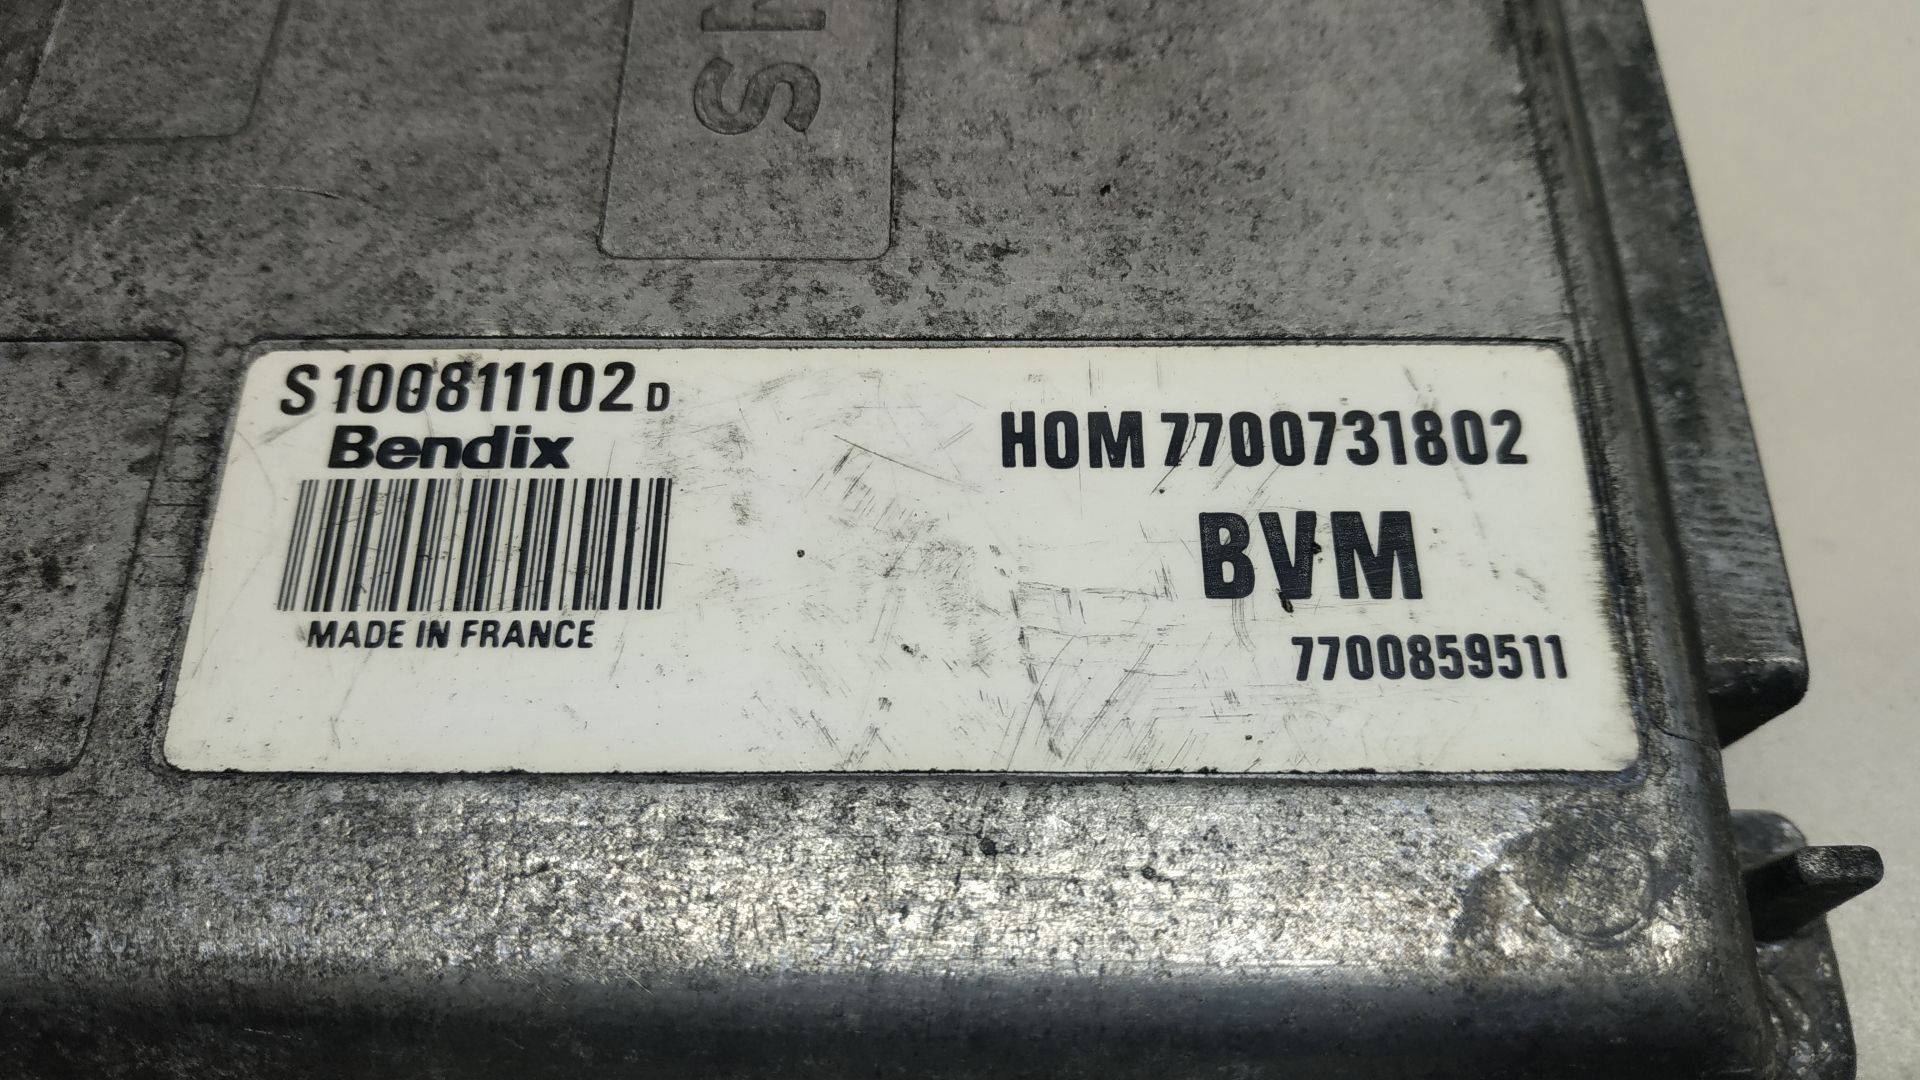 S100811102 D
Bendix
MADE IN FRANCE
HOM 7700731802
BVM
7700859511